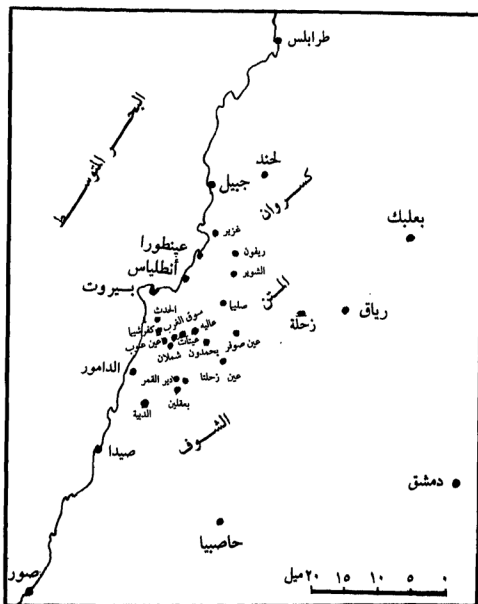 طرابلس
البحر المتوسط
لحفد
جبيل
كسروان
بعلبك
غزير
عينطورا
ريفون
أنطلياس
الشوير
المتن
بيروت
صليما
رياق
زحلة
الحدث
سوق الغرب
عاليه
كفرشيما
عين عنوب
عيتات
بحمدون
عين صوفر
شملان
الدامور
دير القمر
عين زحلتا
بعقلين
الدبية
الشوف
صيدا
دمشق
حاصبيا
صور
٢٠ ميل ١٥ ١٠ ٥ ٠